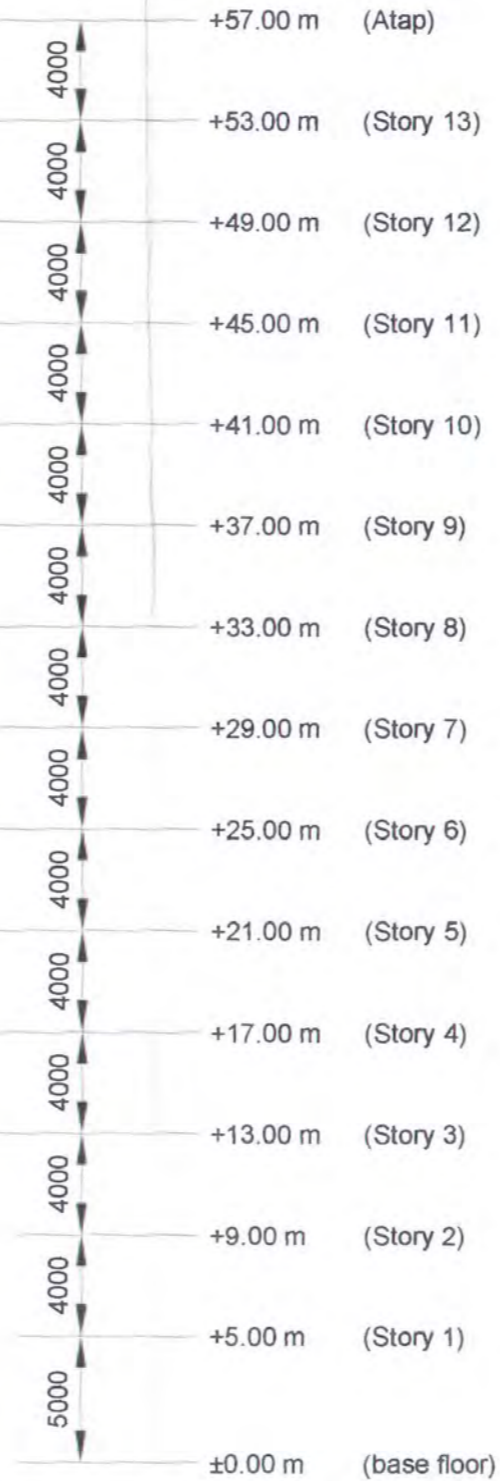 +57.00 m (Atap)
4000
+53.00 m (Story 13)
4000
+49.00 m (Story 12)
4000
+45.00 m (Story 11)
4000
+41.00 m (Story 10)
4000
+37.00 m (Story 9)
4000
+33.00 m (Story 8)
4000
+29.00 m (Story 7)
4000
+25.00 m (Story 6)
4000
+21.00 m (Story 5)
4000
+17.00 m (Story 4)
4000
+13.00 m (Story 3)
4000
+9.00 m (Story 2)
4000
+5.00 m (Story 1)
5000
±0.00 m (base floor)